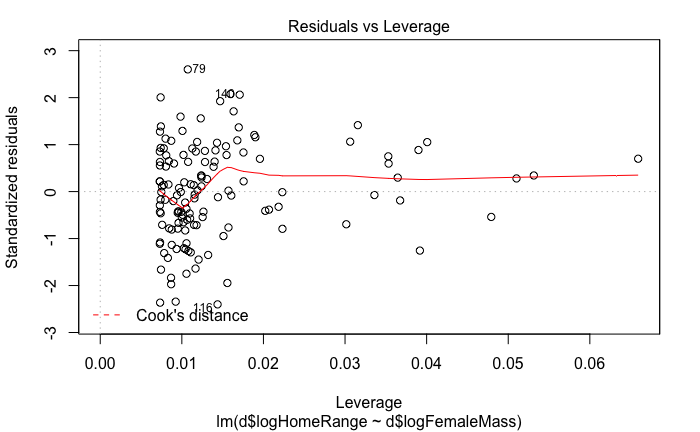 Residuals vs Leverage
Standardized residuals
3
2
1
0
-1
-2
-3
79
140
116
Cook's distance
0.00 0.01 0.02 0.03 0.04 0.05 0.06
Leverage
lm(d$logHomeRange ~ d$logFemaleMass)